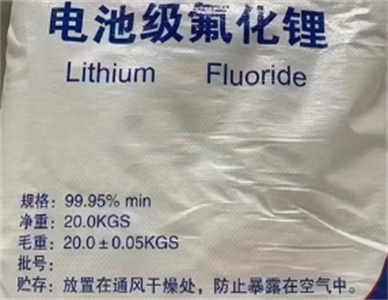 电池级氟化锂
Lithium Fluoride
规格：99.95% min
净重：20.0KGS
毛重：20.0±0.05KGS
批号：
贮存：放置在通风干燥处，防止暴露在空气中。